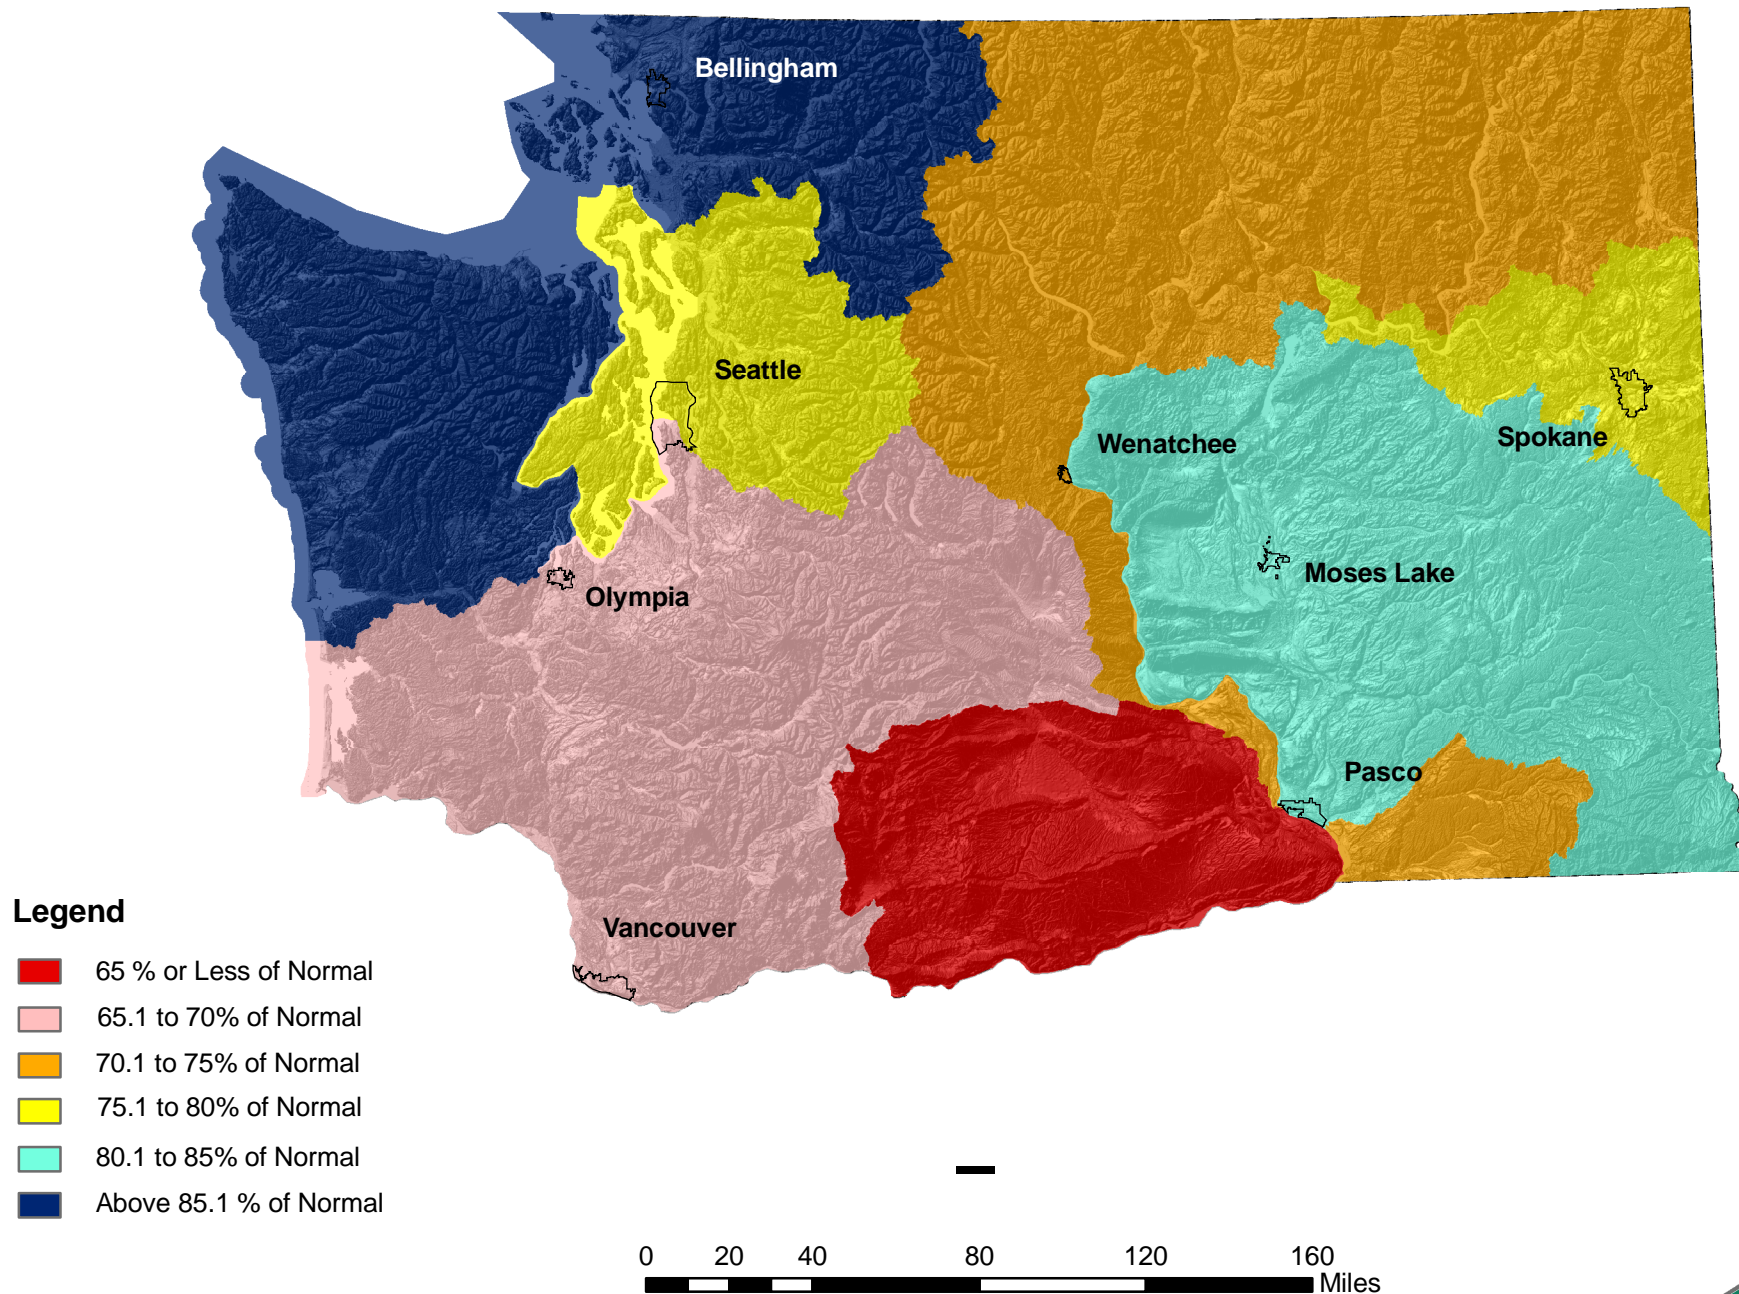 Bellingham
Seattle
Wenatchee
Spokane
Moses Lake
Olympia
Pasco
Vancouver
Legend
65 % or Less of Normal
65.1 to 70% of Normal
70.1 to 75% of Normal
75.1 to 80% of Normal
80.1 to 85% of Normal
Above 85.1 % of Normal
0 20 40 80 120 160
Miles